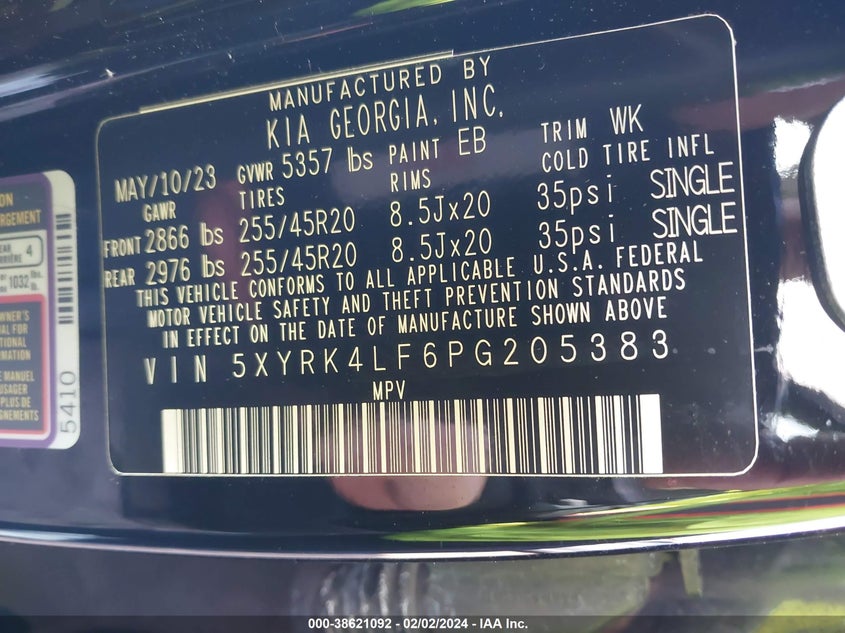 MANUFACTURED BY
KIA GEORGIA, INC.
MAY/10/23 GVWR 5357 lbs PAINT EB TRIM WK
GAWR TIRES RIMS COLD TIRE INFL
FRONT 2866 lbs 255/45R20 8.5Jx20 35psi SINGLE
REAR 2976 lbs 255/45R20 8.5Jx20 35psi SINGLE
THIS VEHICLE CONFORMS TO ALL APPLICABLE U.S.A. FEDERAL
MOTOR VEHICLE SAFETY AND THEFT PREVENTION STANDARDS
IN EFFECT ON THE DATE OF MANUFACTURE SHOWN ABOVE
VIN 5XYRK4LF6PG205383
MPV
4
1032 lbs.
5410
000-38621092 - 02/02/2024 - IAA Inc.